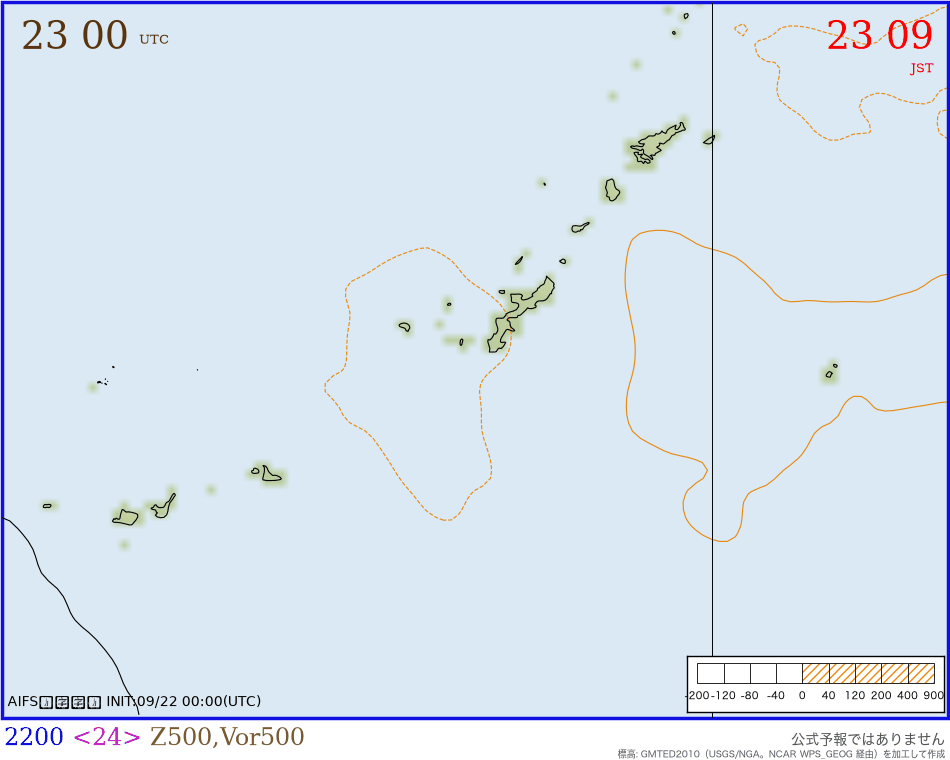 23 00 UTC
23 09
JST
AIFS INIT:09/22 00:00(UTC)
-200 -120 -80 -40 0 40 120 200 400 900
2200 <24> Z500,Vor500
公式予報ではありません
標高: GMTED2010（USGS/NGA。NCAR WPS_GEOG 経由）を加工して作成